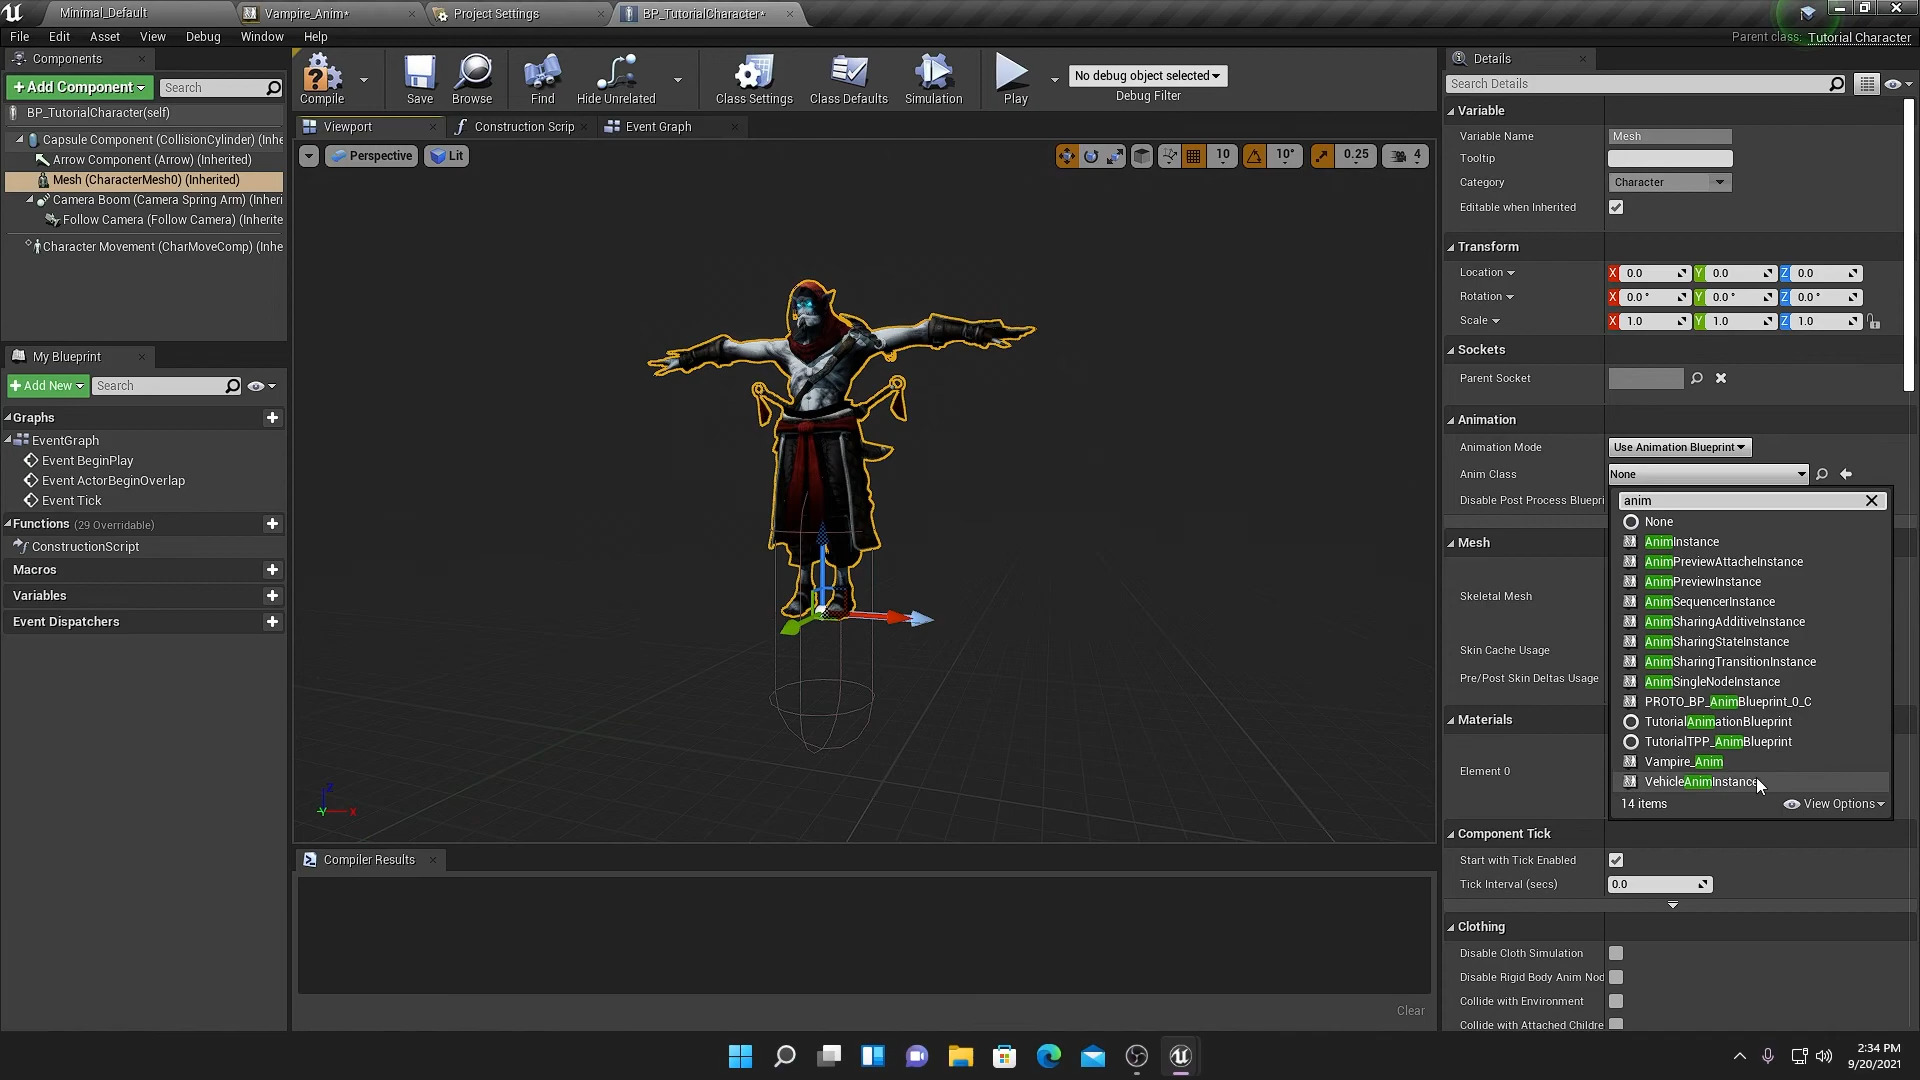 Minimal_Default
Vampire_Anim*
Project Settings
BP_TutorialCharacter*
File Edit Asset View Debug Window Help
Parent class: Tutorial Character
Components
+Add Component
Search
BP_TutorialCharacter(self)
Capsule Component (CollisionCylinder) (Inhe
Arrow Component (Arrow) (Inherited)
Mesh (CharacterMesh0) (Inherited)
Camera Boom (Camera Spring Arm) (Inheri
Follow Camera (Follow Camera) (Inherite
Character Movement (CharMoveComp) (Inhe
My Blueprint
+Add New
Search
Graphs
EventGraph
Event BeginPlay
Event ActorBeginOverlap
Event Tick
Functions (29 Overridable)
ConstructionScript
Macros
Variables
Event Dispatchers
Compile
Save
Browse
Find
Hide Unrelated
Class Settings
Class Defaults
Simulation
Play
No debug object selected
Debug Filter
Viewport
Construction Scrip
Event Graph
Perspective
Lit
10
10°
0.25
4
Z
Y
X
Compiler Results
Clear
Details
Search Details
Variable
Variable Name Mesh
Tooltip
Category Character
Editable when Inherited
Transform
Location X 0.0 Y 0.0 Z 0.0
Rotation X 0.0 ° Y 0.0 ° Z 0.0 °
Scale X 1.0 Y 1.0 Z 1.0
Sockets
Parent Socket
Animation
Animation Mode Use Animation Blueprint
Anim Class None
Disable Post Process Bluepri
anim
None
AnimInstance
AnimPreviewAttacheInstance
AnimPreviewInstance
AnimSequencerInstance
AnimSharingAdditiveInstance
AnimSharingStateInstance
AnimSharingTransitionInstance
AnimSingleNodeInstance
PROTO_BP_AnimBlueprint_0_C
TutorialAnimationBlueprint
TutorialTPP_AnimBlueprint
Vampire_Anim
VehicleAnimInstance
14 items
View Options
Mesh
Skeletal Mesh
Skin Cache Usage
Pre/Post Skin Deltas Usage
Materials
Element 0
Component Tick
Start with Tick Enabled
Tick Interval (secs) 0.0
Clothing
Disable Cloth Simulation
Disable Rigid Body Anim Nod
Collide with Environment
Collide with Attached Childre
2:34 PM
9/20/2021